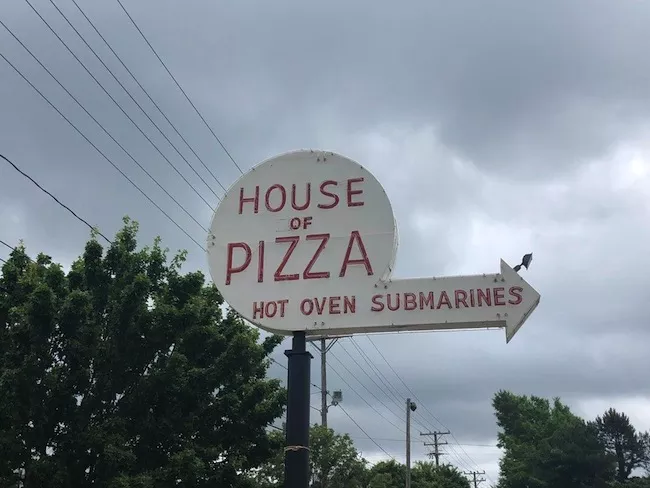 HOUSE
OF
PIZZA
HOT OVEN SUBMARINES